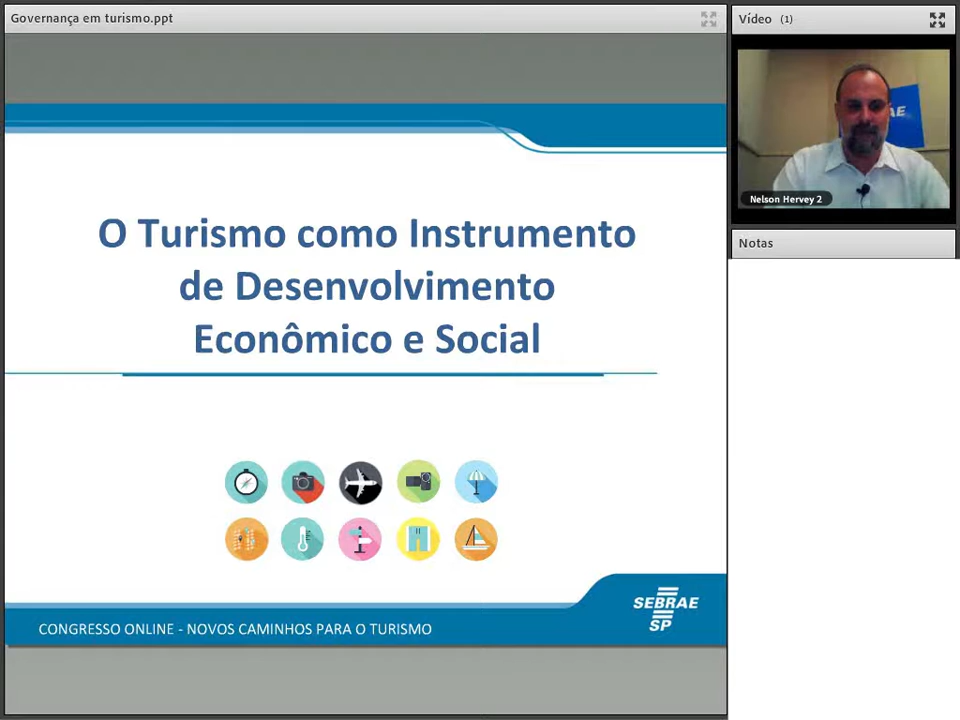 Governança em turismo.ppt
Vídeo (1)
AE
Nelson Hervey 2
Notas
O Turismo como Instrumento
de Desenvolvimento
Econômico e Social
SEBRAE
SP
CONGRESSO ONLINE - NOVOS CAMINHOS PARA O TURISMO